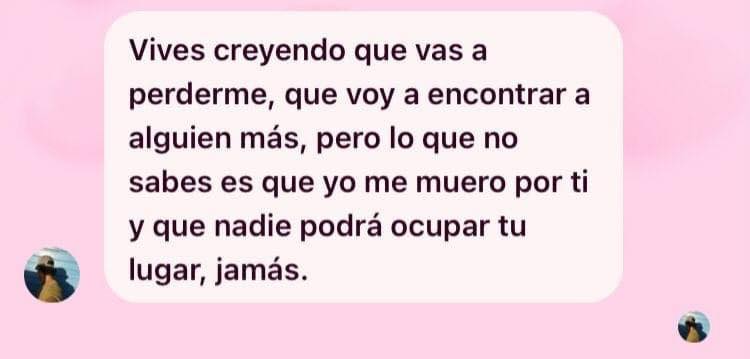 Vives creyendo que vas a
perderme, que voy a encontrar a
alguien más, pero lo que no
sabes es que yo me muero por ti
y que nadie podrá ocupar tu
lugar, jamás.